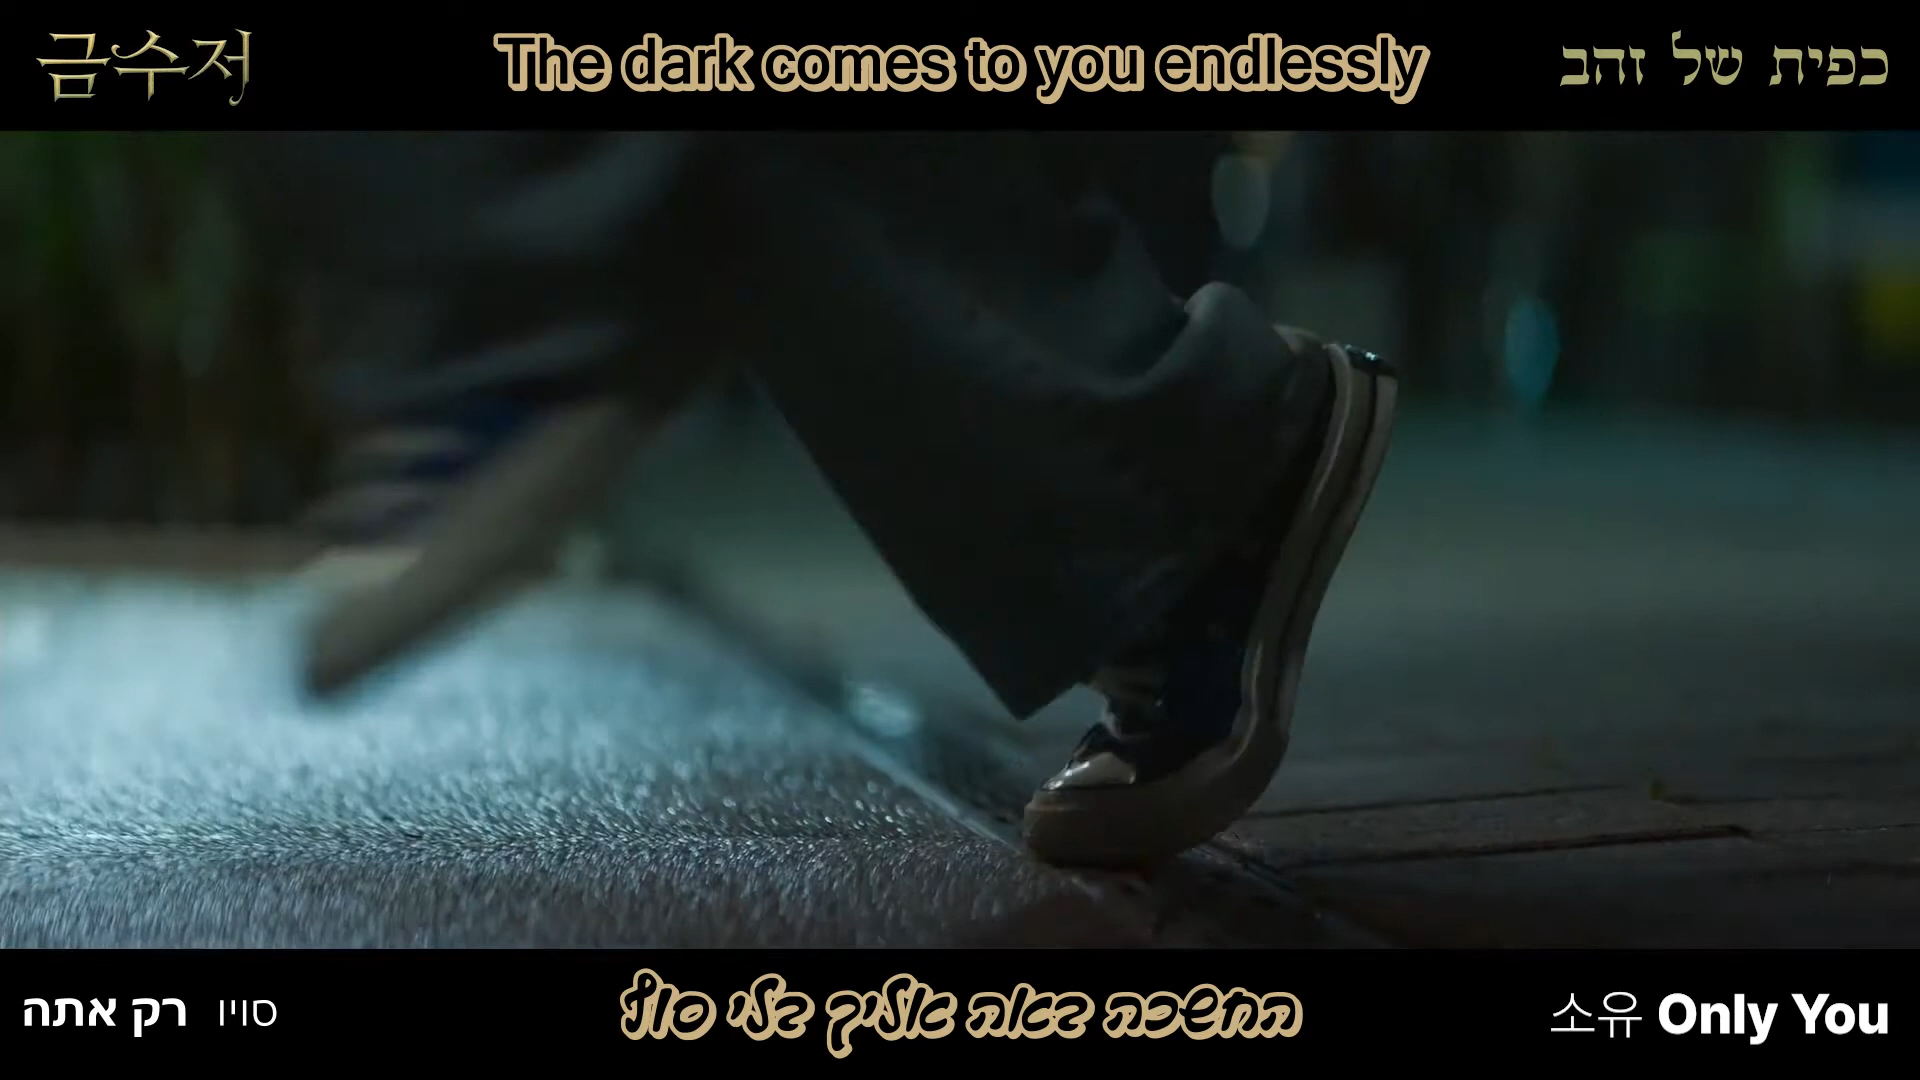 금수저
The dark comes to you endlessly
כפית של זהב
רק אתה סויו
החשכה באה אליך בלי סוף
소유 Only You